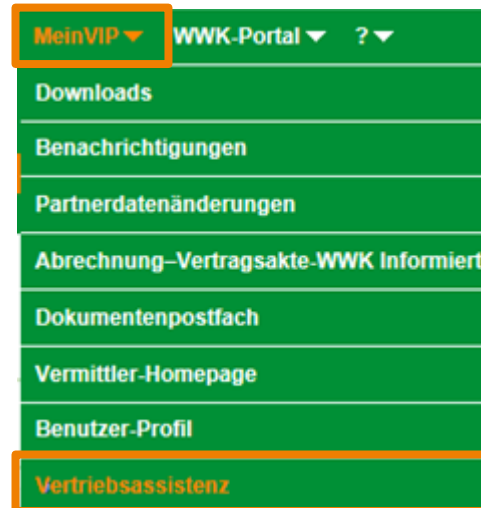 MeinVIP WWK-Portal ?
Downloads
Benachrichtigungen
Partnerdatenänderungen
Abrechnung–Vertragsakte-WWK Informiert
Dokumentenpostfach
Vermittler-Homepage
Benutzer-Profil
Vertriebsassistenz